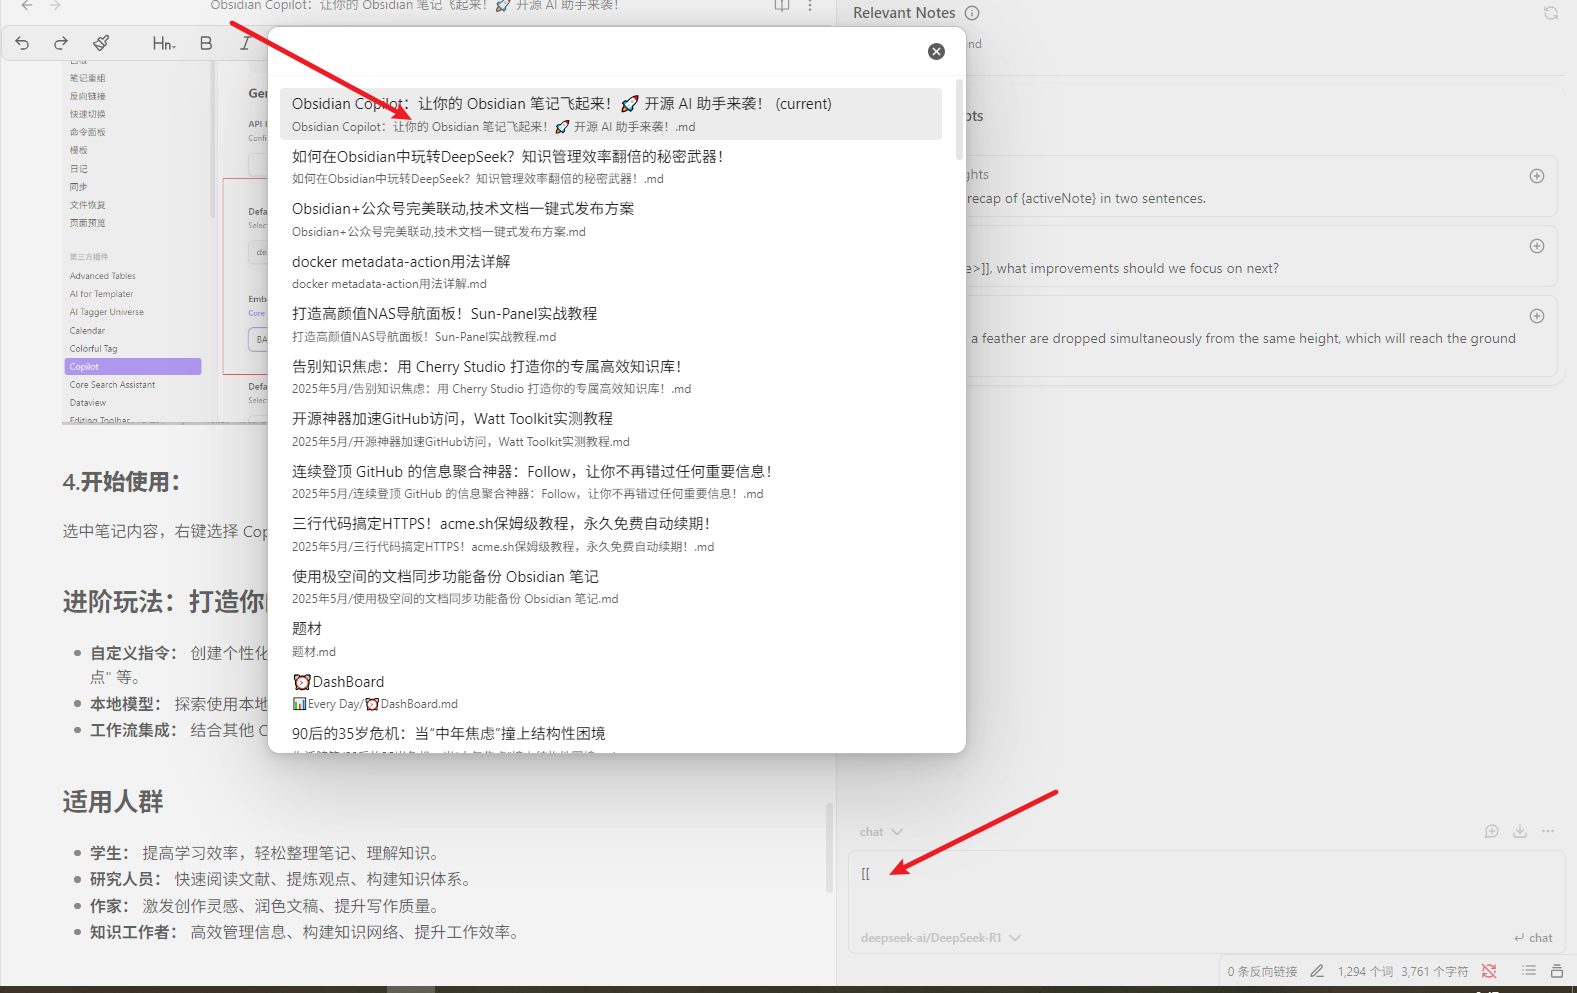 Obsidian Copilot：让你的 Obsidian 笔记飞起来！🚀 开源 AI 助手来袭！
Relevant Notes
Hn
B
I
nd
笔记重组
反向链接
快速切换
命令面板
模板
日记
同步
文件恢复
页面预览
第三方插件
Advanced Tables
AI for Templater
AI Tagger Universe
Calendar
Colorful Tag
Copilot
Core Search Assistant
Dataview
Editing Toolbar
Ger
API I
Confi
Defa
Selec
de
Emb
Core
BA
Defa
Selec
Obsidian Copilot：让你的 Obsidian 笔记飞起来！🚀 开源 AI 助手来袭！ (current)
Obsidian Copilot：让你的 Obsidian 笔记飞起来！🚀 开源 AI 助手来袭！.md
如何在Obsidian中玩转DeepSeek？知识管理效率翻倍的秘密武器！
如何在Obsidian中玩转DeepSeek？知识管理效率翻倍的秘密武器！.md
Obsidian+公众号完美联动,技术文档一键式发布方案
Obsidian+公众号完美联动,技术文档一键式发布方案.md
docker metadata-action用法详解
docker metadata-action用法详解.md
打造高颜值NAS导航面板！Sun-Panel实战教程
打造高颜值NAS导航面板！Sun-Panel实战教程.md
告别知识焦虑：用 Cherry Studio 打造你的专属高效知识库！
2025年5月/告别知识焦虑：用 Cherry Studio 打造你的专属高效知识库！.md
开源神器加速GitHub访问，Watt Toolkit实测教程
2025年5月/开源神器加速GitHub访问，Watt Toolkit实测教程.md
连续登顶 GitHub 的信息聚合神器：Follow，让你不再错过任何重要信息！
2025年5月/连续登顶 GitHub 的信息聚合神器：Follow，让你不再错过任何重要信息！.md
三行代码搞定HTTPS！acme.sh保姆级教程，永久免费自动续期！
2025年5月/三行代码搞定HTTPS！acme.sh保姆级教程，永久免费自动续期！.md
使用极空间的文档同步功能备份 Obsidian 笔记
2025年5月/使用极空间的文档同步功能备份 Obsidian 笔记.md
题材
题材.md
⏰DashBoard
📊Every Day/⏰DashBoard.md
90后的35岁危机：当“中年焦虑”撞上结构性困境
pts
ghts
recap of {activeNote} in two sentences.
e>]], what improvements should we focus on next?
a feather are dropped simultaneously from the same height, which will reach the ground
4.开始使用：
选中笔记内容，右键选择 Cop
进阶玩法：打造你
自定义指令： 创建个性化
点" 等。
本地模型： 探索使用本地
工作流集成： 结合其他
适用人群
学生： 提高学习效率，轻松整理笔记、理解知识。
研究人员： 快速阅读文献、提炼观点、构建知识体系。
作家： 激发创作灵感、润色文稿、提升写作质量。
知识工作者： 高效管理信息、构建知识网络、提升工作效率。
chat
[[
deepseek-ai/DeepSeek-R1
chat
0 条反向链接
1,294 个词
3,761 个字符